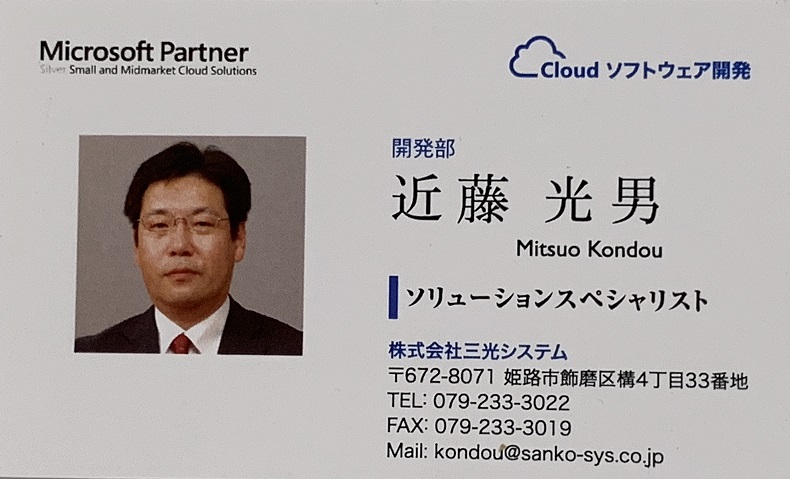 Microsoft Partner
Silver Small and Midmarket Cloud Solutions
Cloud ソフトウェア開発
開発部
近藤 光男
Mitsuo Kondou
ソリューションスペシャリスト
株式会社三光システム
〒672-8071 姫路市飾磨区構4丁目33番地
TEL: 079-233-3022
FAX: 079-233-3019
Mail: kondou@sanko-sys.co.jp